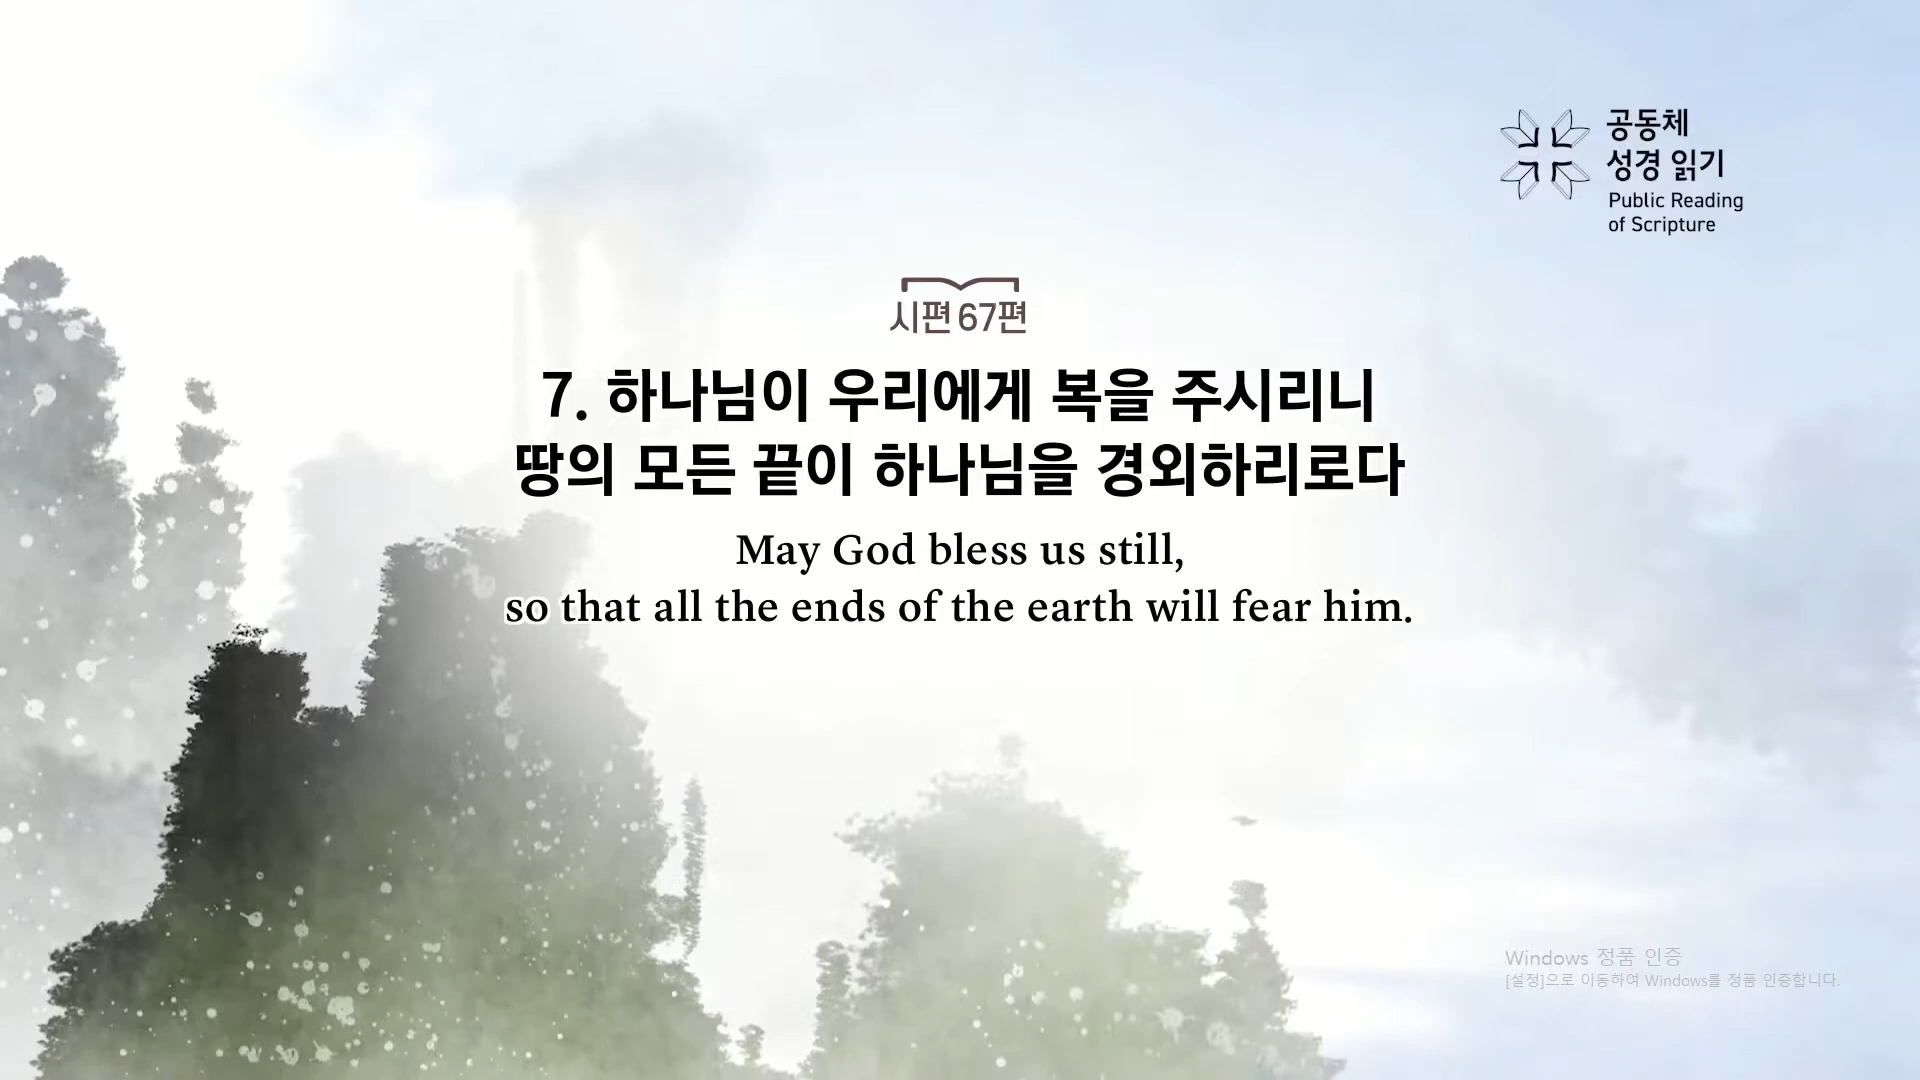 공동체
성경 읽기
Public Reading
of Scripture
시편 67편
7. 하나님이 우리에게 복을 주시리니
땅의 모든 끝이 하나님을 경외하리로다
May God bless us still,
so that all the ends of the earth will fear him.
Windows 정품 인증
[설정]으로 이동하여 Windows를 정품 인증합니다.